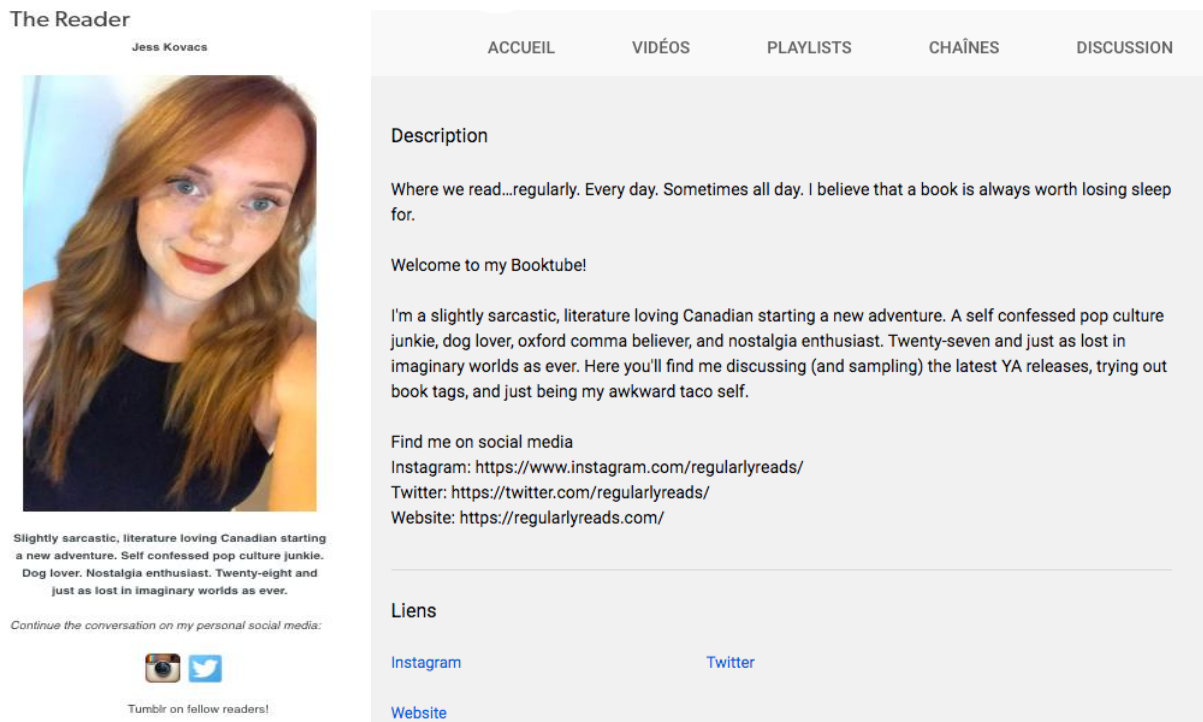 The Reader
Jess Kovacs
Slightly sarcastic, literature loving Canadian starting
a new adventure. Self confessed pop culture junkie.
Dog lover. Nostalgia enthusiast. Twenty-eight and
just as lost in imaginary worlds as ever.
Continue the conversation on my personal social media:
Tumblr on fellow readers!
ACCUEIL VIDÉOS PLAYLISTS CHAÎNES DISCUSSION
Description
Where we read...regularly. Every day. Sometimes all day. I believe that a book is always worth losing sleep
for.
Welcome to my Booktube!
I'm a slightly sarcastic, literature loving Canadian starting a new adventure. A self confessed pop culture
junkie, dog lover, oxford comma believer, and nostalgia enthusiast. Twenty-seven and just as lost in
imaginary worlds as ever. Here you'll find me discussing (and sampling) the latest YA releases, trying out
book tags, and just being my awkward taco self.
Find me on social media
Instagram: https://www.instagram.com/regularlyreads/
Twitter: https://twitter.com/regularlyreads/
Website: https://regularlyreads.com/
Liens
Instagram Twitter
Website